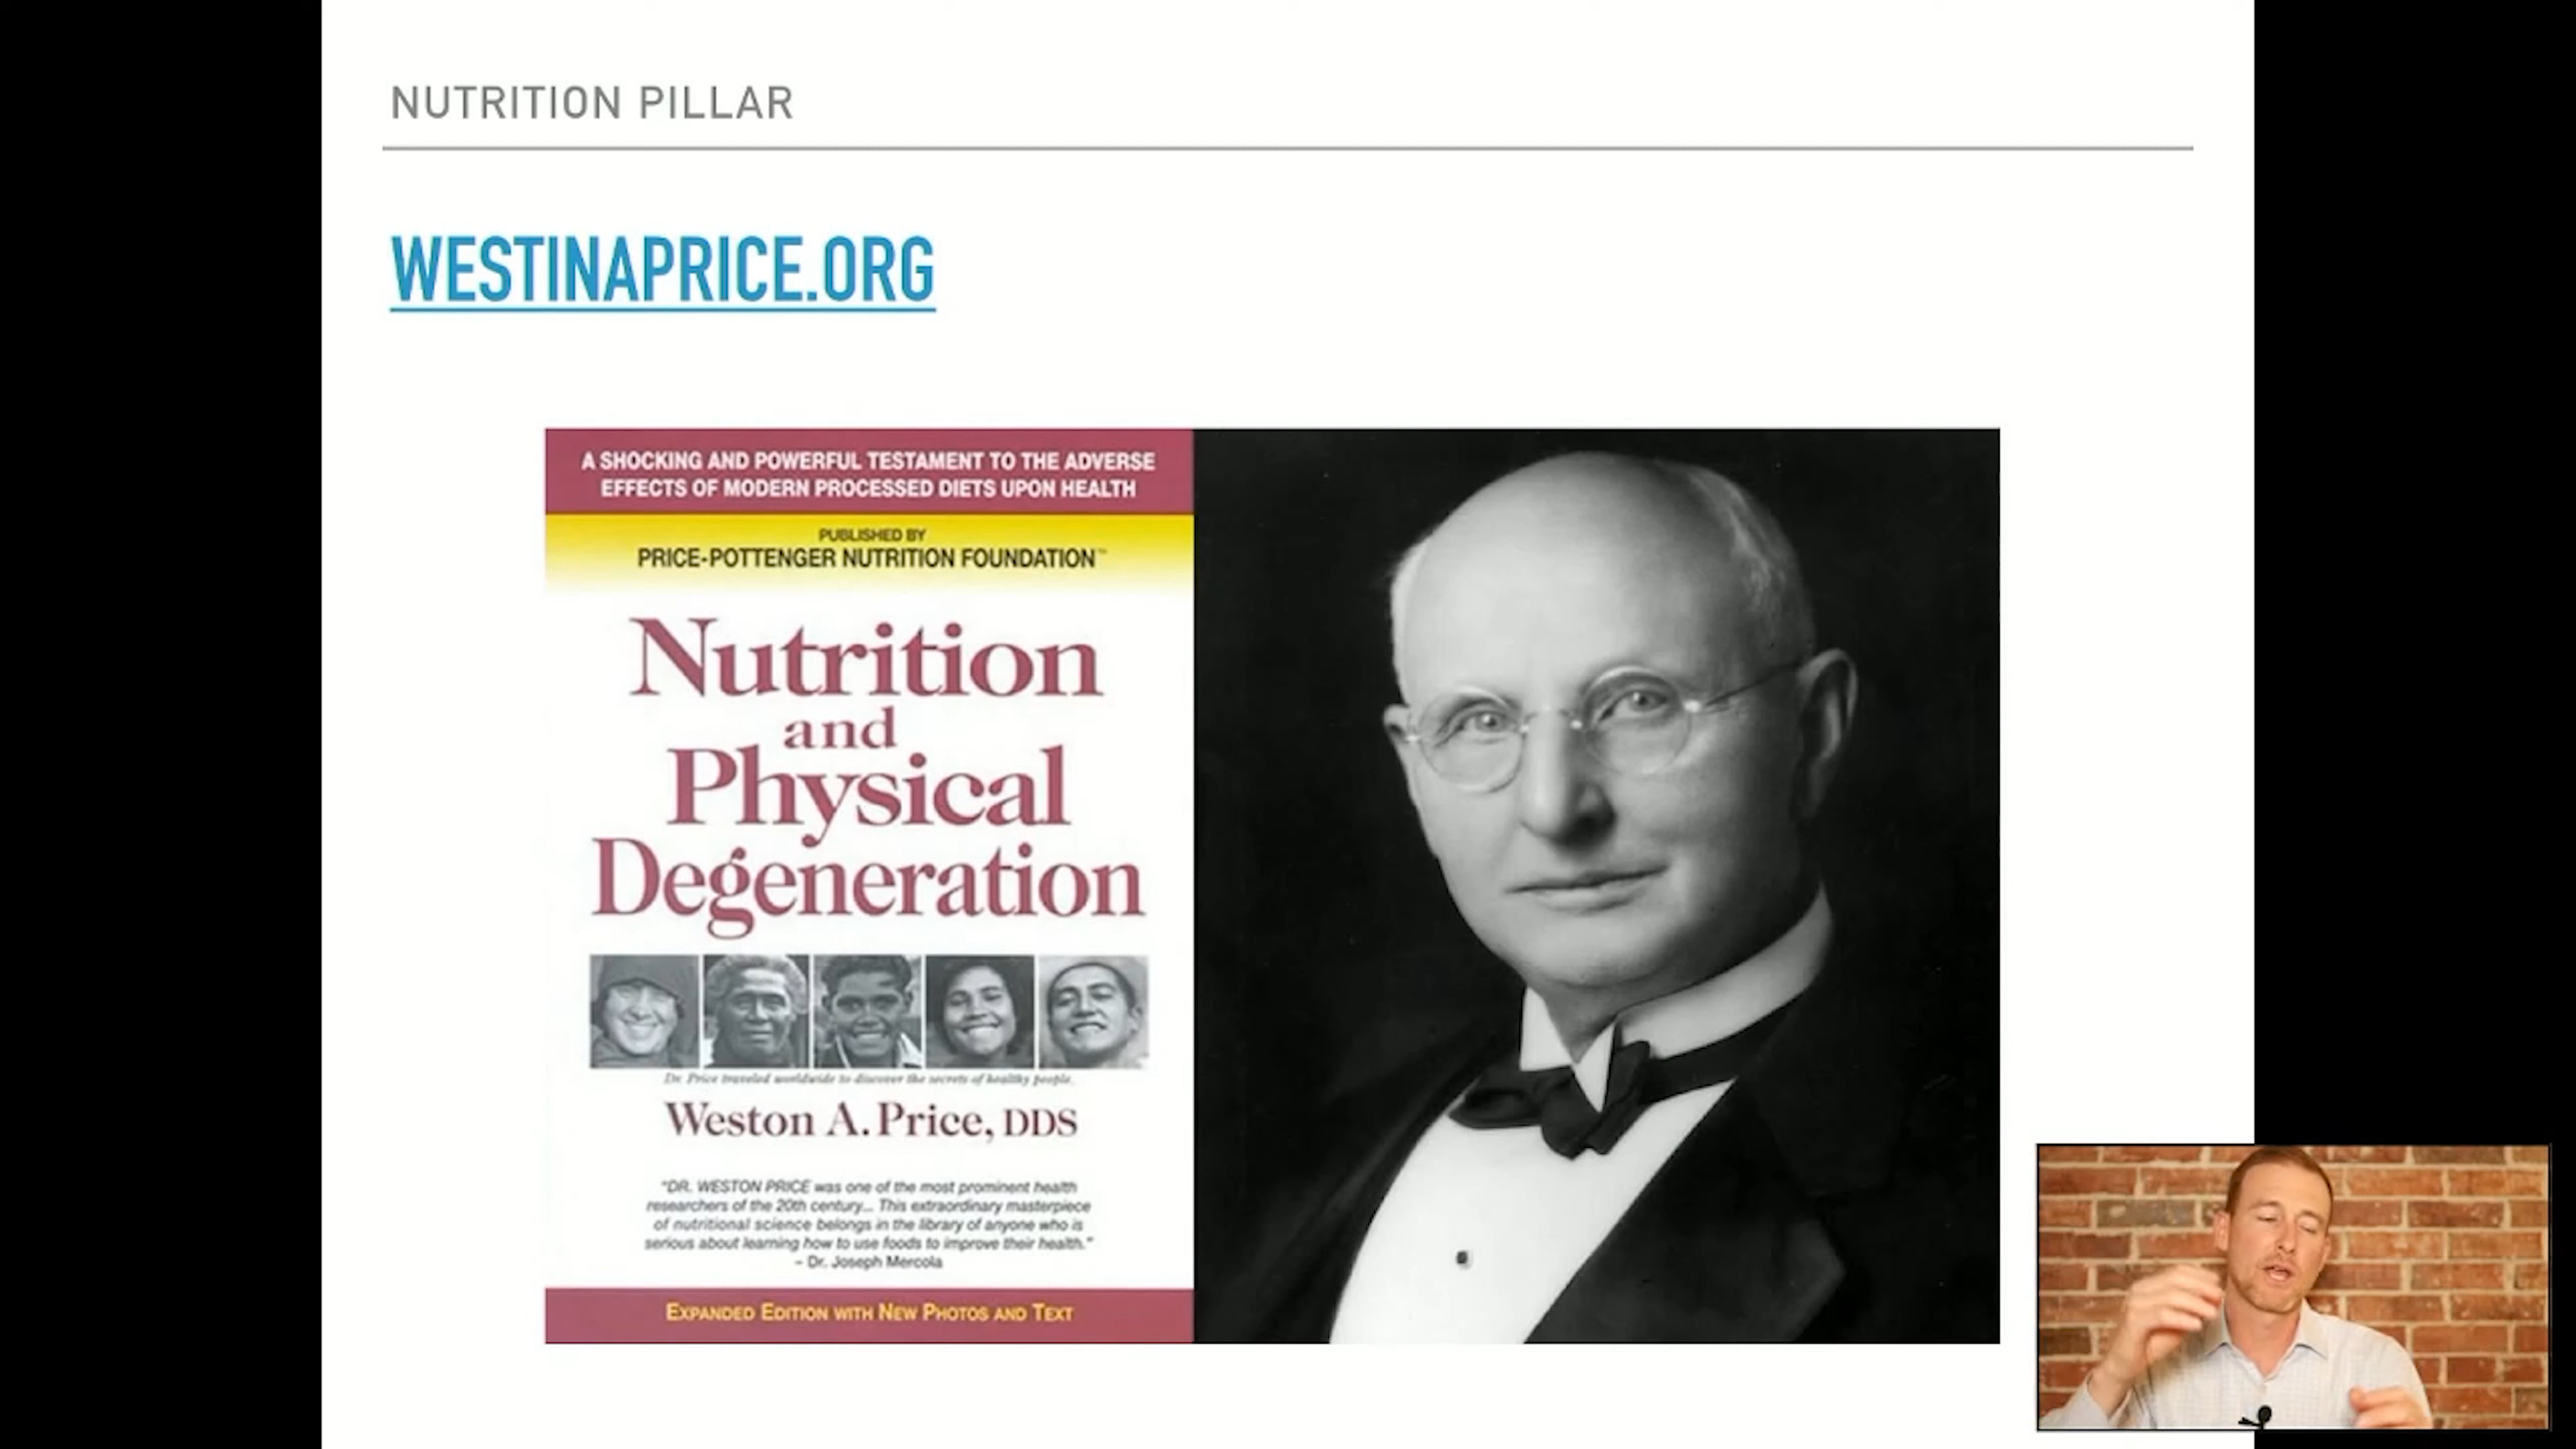 NUTRITION PILLAR
WESTINAPRICE.ORG
A SHOCKING AND POWERFUL TESTAMENT TO THE ADVERSE
EFFECTS OF MODERN PROCESSED DIETS UPON HEALTH
PUBLISHED BY
PRICE-POTTENGER NUTRITION FOUNDATION™
Nutrition
and
Physical
Degeneration
Dr. Price traveled worldwide to discover the secrets of healthy people.
Weston A. Price, DDS
"DR. WESTON PRICE was one of the most prominent health
researchers of the 20th century... This extraordinary masterpiece
of nutritional science belongs in the library of anyone who is
serious about learning how to use foods to improve their health."
– Dr. Joseph Mercola
EXPANDED EDITION WITH NEW PHOTOS AND TEXT